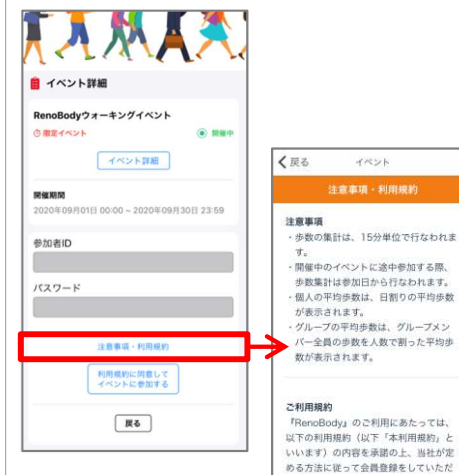 イベント詳細
RenoBodyウォーキングイベント
限定イベント
開催中
イベント詳細
開催期間
2020年09月01日 00:00 ~ 2020年09月30日 23:59
参加者ID
パスワード
注意事項・利用規約
利用規約に同意して
イベントに参加する
戻る
戻る
イベント
注意事項・利用規約
注意事項
・歩数の集計は、15分単位で行なわれま
す。
・開催中のイベントに途中参加する際、
歩数集計は参加日から行なわれます。
・個人の平均歩数は、日割りの平均歩数
が表示されます。
・グループの平均歩数は、グループメン
バー全員の歩数を人数で割った平均歩
数が表示されます。
ご利用規約
『RenoBody』のご利用にあたっては、
以下の利用規約（以下「本利用規約」と
いいます）の内容を承諾の上、当社が定
める方法に従って会員登録をしていただ